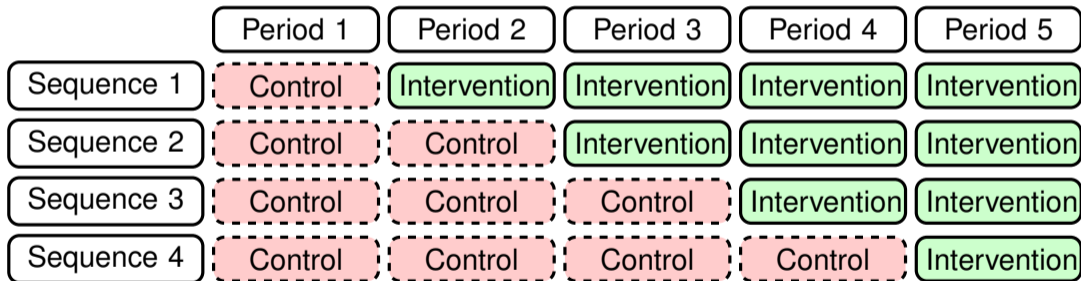 Period 1 Period 2 Period 3 Period 4 Period 5
Sequence 1 Control Intervention Intervention Intervention Intervention
Sequence 2 Control Control Intervention Intervention Intervention
Sequence 3 Control Control Control Intervention Intervention
Sequence 4 Control Control Control Control Intervention